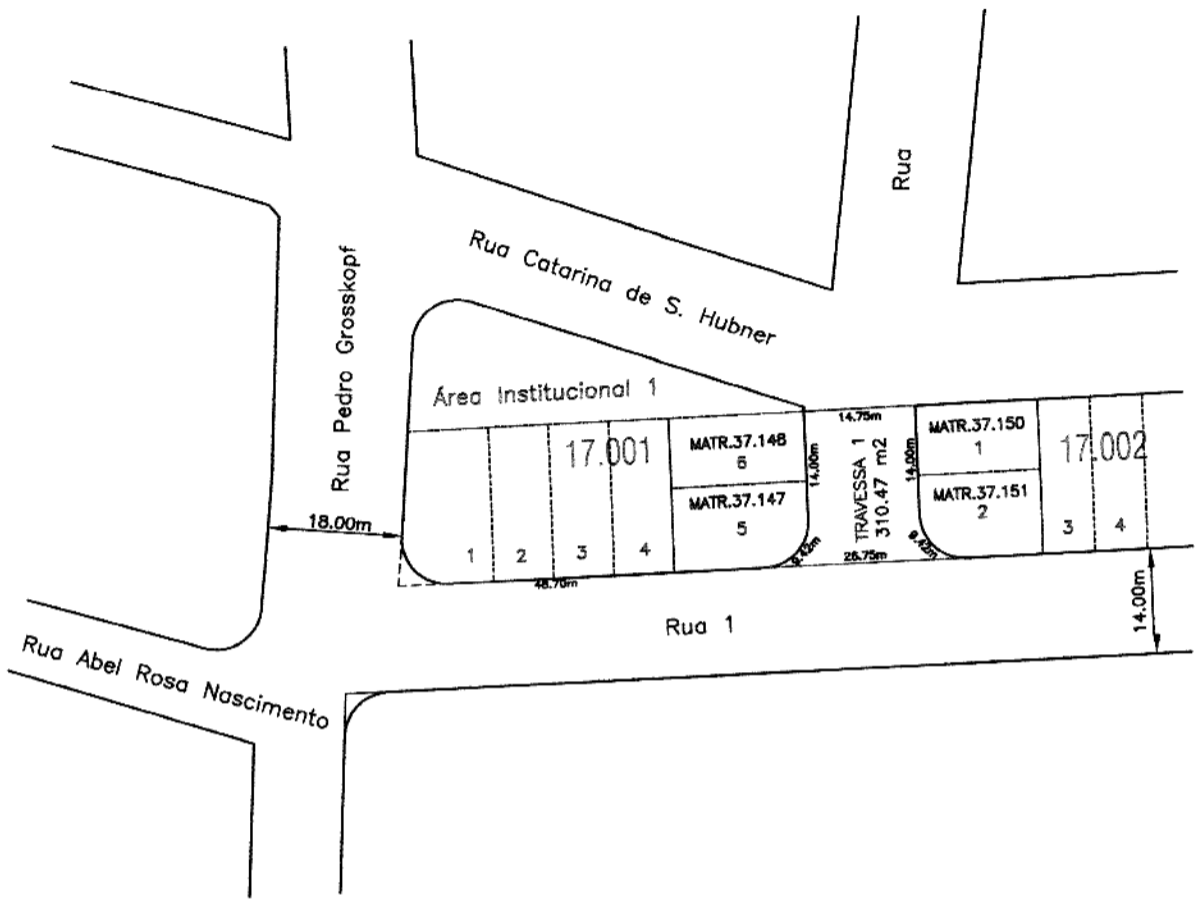 Rua
Rua Catarina de S. Hubner
Rua Pedro Grosskopf
Área Institucional 1
14.75m
17.001
MATR.37.148
6
14.00m
TRAVESSA 1
310.47 m2
14.00m
MATR.37.150
1
17.002
MATR.37.147
5
MATR.37.151
2
18.00m
1
2
3
4
9.42m
26.75m
9.42m
3
4
48.70m
Rua 1
14.00m
Rua Abel Rosa Nascimento